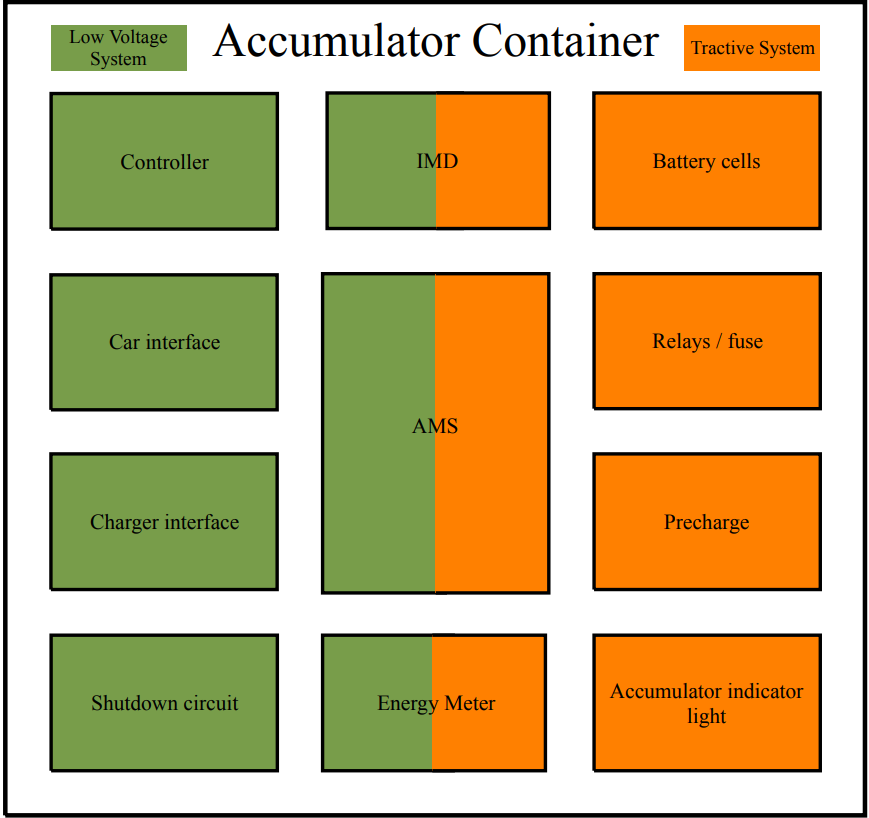 Low Voltage
System
Accumulator Container
Tractive System
Controller
IMD
Battery cells
Car interface
Relays / fuse
AMS
Charger interface
Precharge
Shutdown circuit
Energy Meter
Accumulator indicator
light